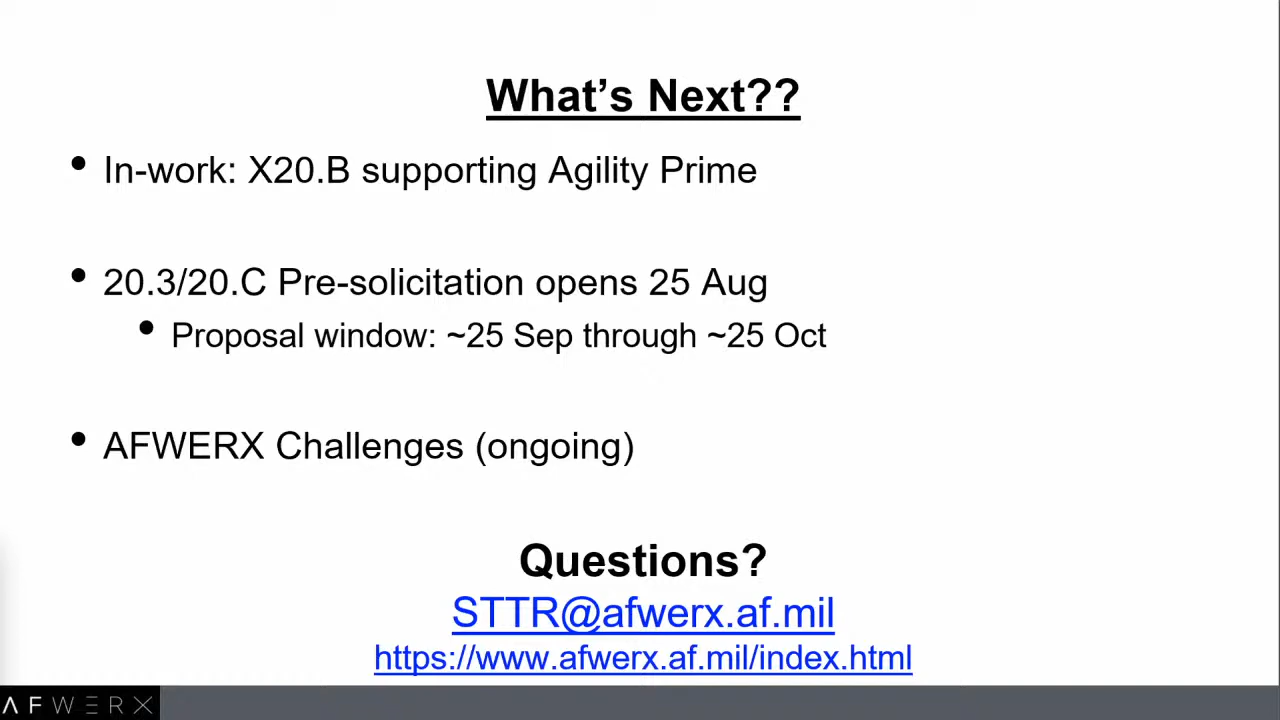 What's Next??
• In-work: X20.B supporting Agility Prime
• 20.3/20.C Pre-solicitation opens 25 Aug
• Proposal window: ~25 Sep through ~25 Oct
• AFWERX Challenges (ongoing)
Questions?
STTR@afwerx.af.mil
https://www.afwerx.af.mil/index.html
AFWERX